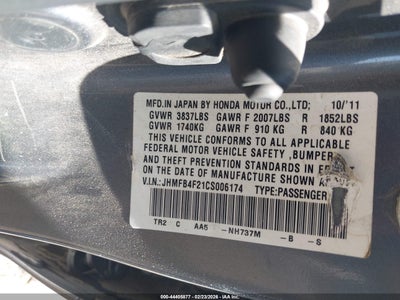 MFD.IN JAPAN BY HONDA MOTOR CO.,LTD. 10/'11
GVWR 3837LBS GAWR F 2007LBS R 1852LBS
GVWR 1740KG GAWR F 910 KG R 840 KG
THIS VEHICLE CONFORMS TO ALL APPLICABLE
FEDERAL MOTOR VEHICLE SAFETY, BUMPER,
AND THEFT PREVENTION STANDARDS IN EFFECT
ON THE DATE OF MANUFACTURE SHOWN
V.I.N.: JHMFB4F21CS006174 TYPE:PASSENGER
TR2 C AA5 -NH737M -B -S
ID: 44405877 - 02/23/2026 - IAA